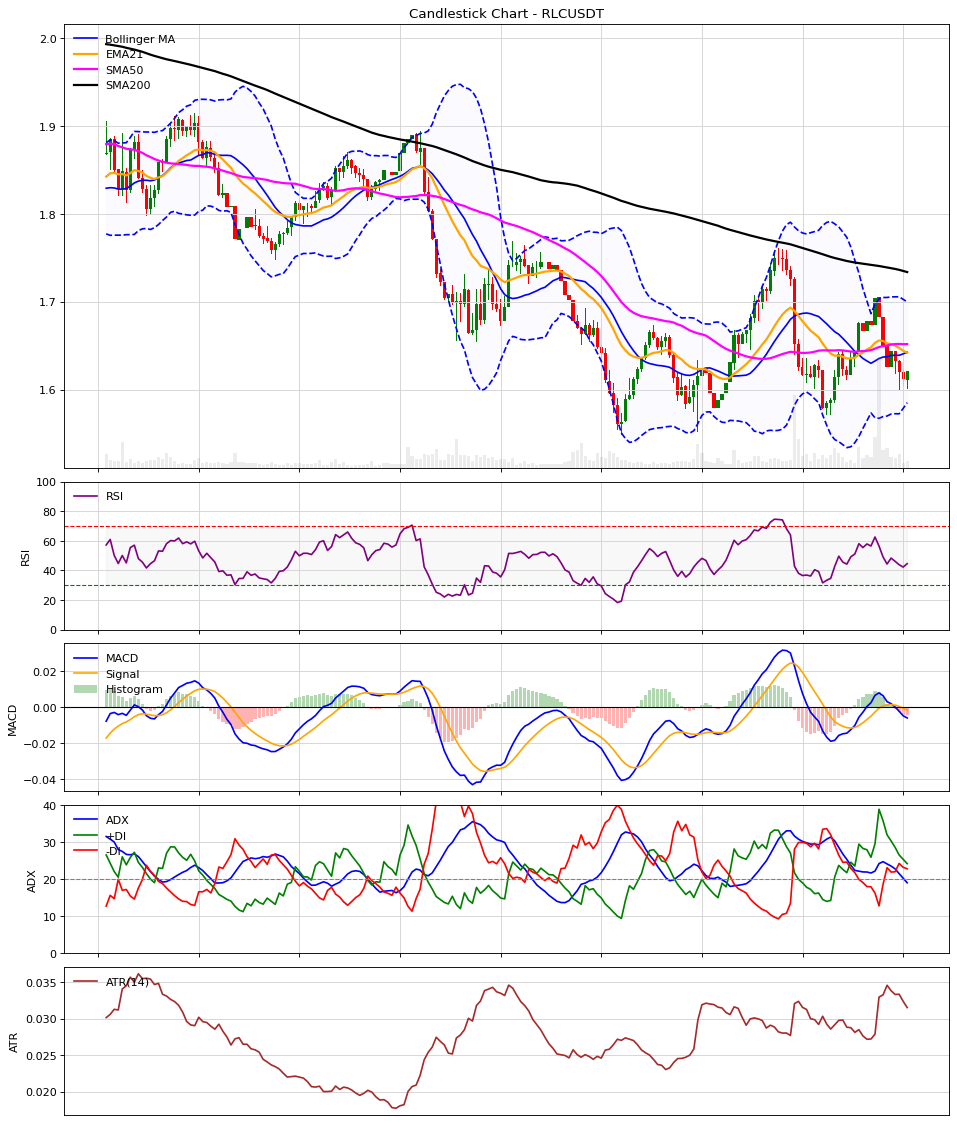 Candlestick Chart - RLCUSDT
2.0
1.9
1.8
1.7
1.6
Bollinger MA
EMA21
SMA50
SMA200
100
80
60
40
20
0
RSI
RSI
0.02
0.00
−0.02
−0.04
MACD
MACD
Signal
Histogram
40
30
20
10
0
ADX
ADX
+DI
-DI
0.035
0.030
0.025
0.020
ATR
ATR(14)